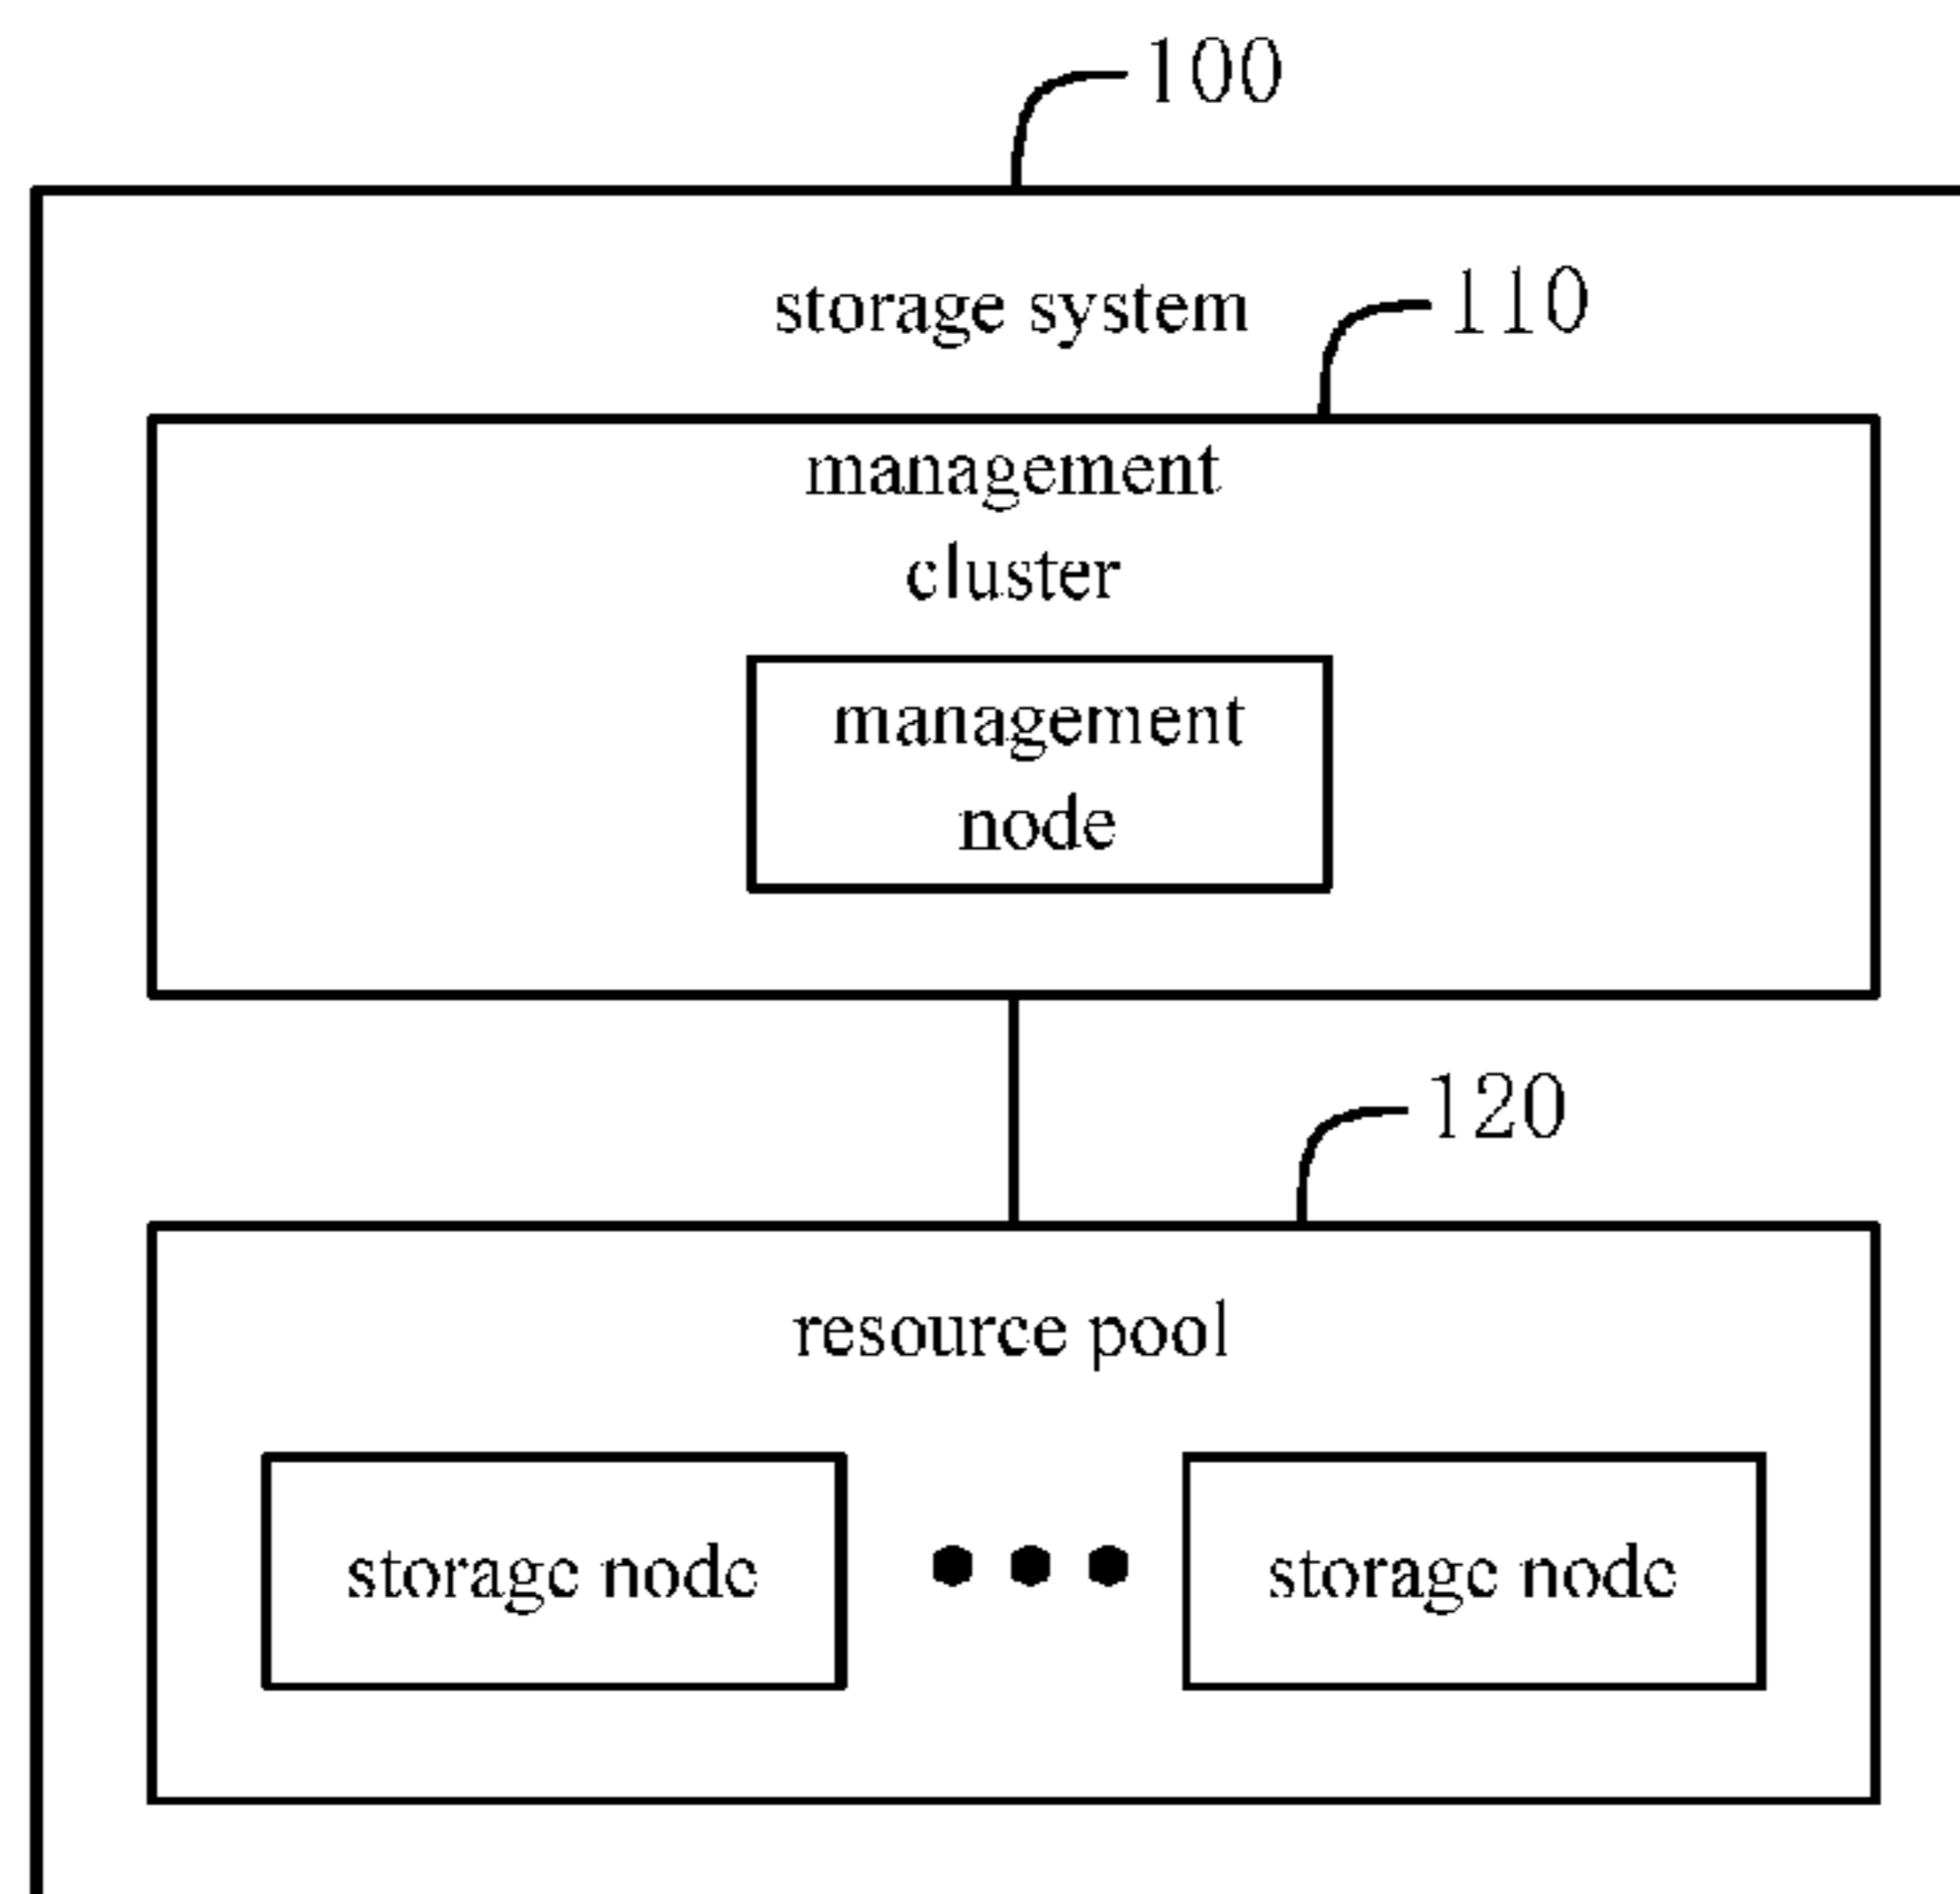 100
storage system
110
management
cluster
management
node
120
resource pool
storage node
storage node